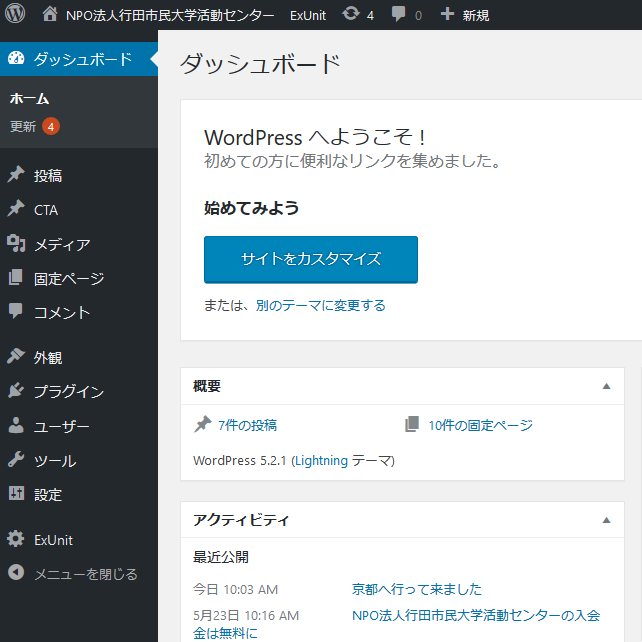 NPO法人行田市民大学活動センター ExUnit 4 0 新規
ダッシュボード
ホーム
更新 4
投稿
CTA
メディア
固定ページ
コメント
外観
プラグイン
ユーザー
ツール
設定
ExUnit
メニューを閉じる
ダッシュボード
WordPress へようこそ !
初めての方に便利なリンクを集めました。
始めてみよう
サイトをカスタマイズ
または、別のテーマに変更する
概要
7件の投稿 10件の固定ページ
WordPress 5.2.1 (Lightning テーマ)
アクティビティ
最近公開
今日 10:03 AM 京都へ行って来ました
5月23日 10:16 AM NPO法人行田市民大学活動センターの入会
金は無料に